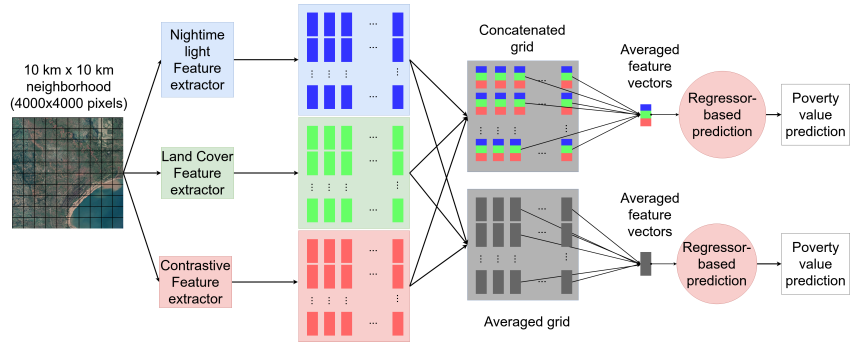 10 km x 10 km
neighborhood
(4000x4000 pixels)
Nightime
light
Feature
extractor
Land Cover
Feature
extractor
Contrastive
Feature
extractor
...
...
...
...
...
...
...
...
...
Concatenated
grid
...
...
...
...
...
...
Averaged grid
Averaged
feature
vectors
Regressor-
based
prediction
Poverty
value
prediction
Averaged
feature
vectors
Regressor-
based
prediction
Poverty
value
prediction